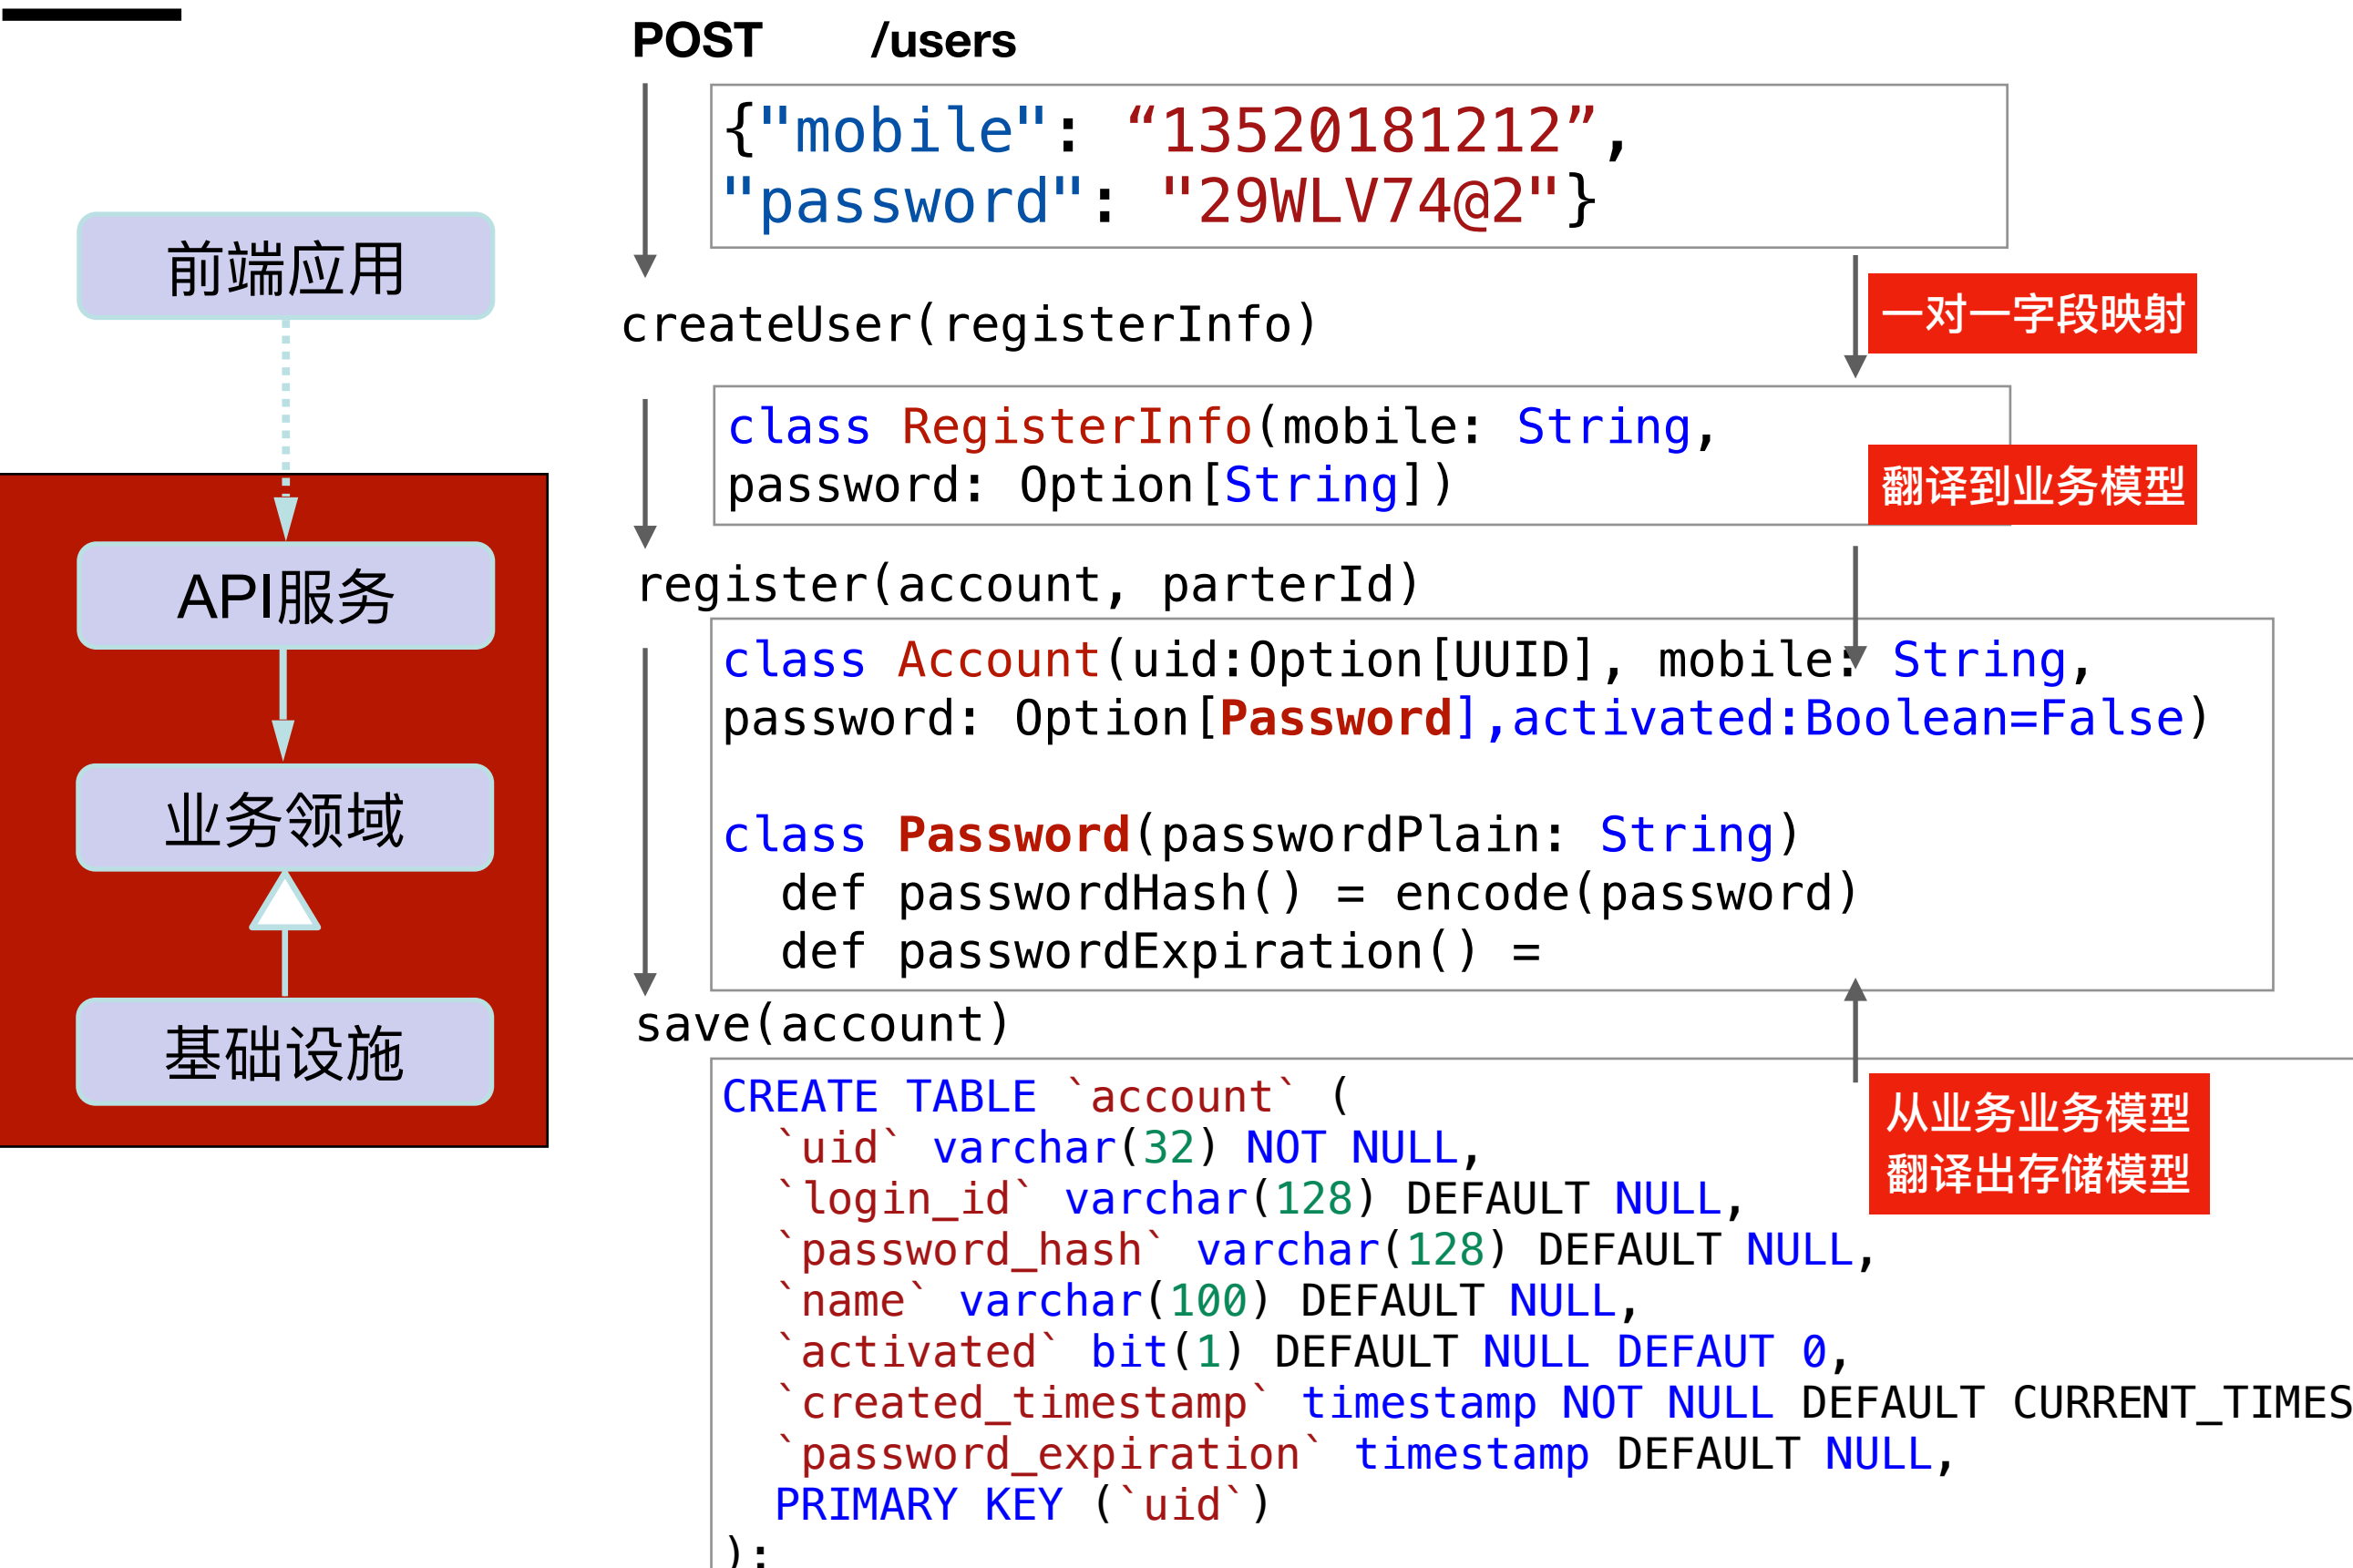 POST /users
{"mobile": “13520181212”,
"password": "29WLV74@2"}
前端应用
createUser(registerInfo)
一对一字段映射
class RegisterInfo(mobile: String,
password: Option[String])
翻译到业务模型
API服务
register(account, parterId)
class Account(uid:Option[UUID], mobile: String,
password: Option[Password],activated:Boolean=False)
业务领域
class Password(passwordPlain: String)
def passwordHash() = encode(password)
def passwordExpiration() =
基础设施
save(account)
从业务业务模型
翻译出存储模型
CREATE TABLE `account` (
`uid` varchar(32) NOT NULL,
`login_id` varchar(128) DEFAULT NULL,
`password_hash` varchar(128) DEFAULT NULL,
`name` varchar(100) DEFAULT NULL,
`activated` bit(1) DEFAULT NULL DEFAUT 0,
`created_timestamp` timestamp NOT NULL DEFAULT CURRENT_TIMES
`password_expiration` timestamp DEFAULT NULL,
PRIMARY KEY (`uid`)
);